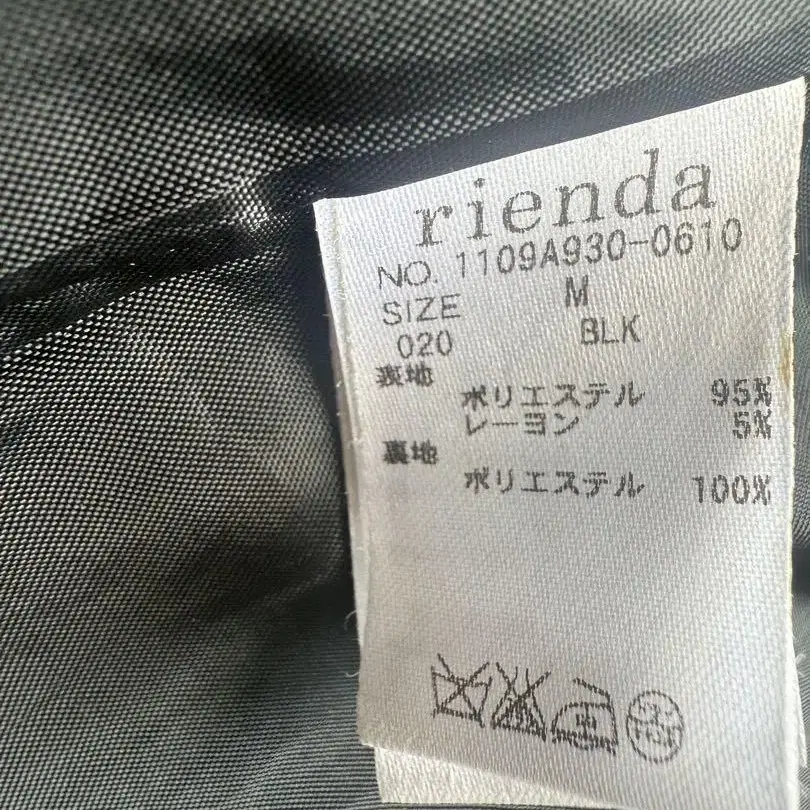 rienda
NO. 1109A930-0610
SIZE M
020 BLK
表地
ポリエステル 95%
レーヨン 5%
裏地
ポリエステル 100%